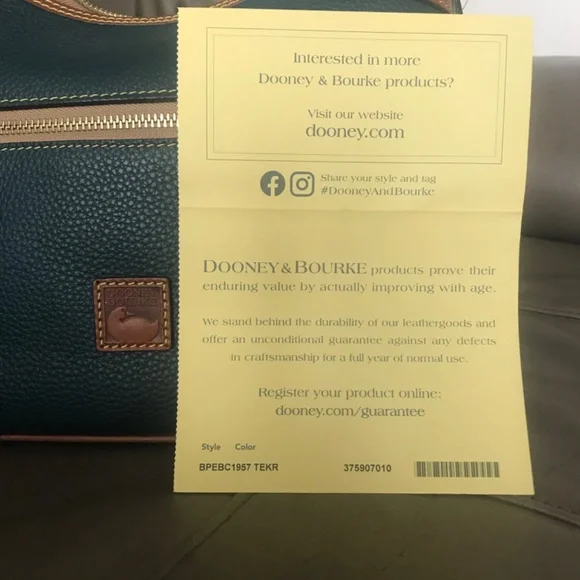 Interested in more
Dooney & Bourke products?
Visit our website
dooney.com
Share your style and tag
#DooneyAndBourke
DOONEY & BOURKE products prove their
enduring value by actually improving with age.
We stand behind the durability of our leathergoods and
offer an unconditional guarantee against any defects
in craftsmanship for a full year of normal use.
Register your product online:
dooney.com/guarantee
Style Color
BPEBC1957 TEKR 375907010
DOONEY
BOURKE